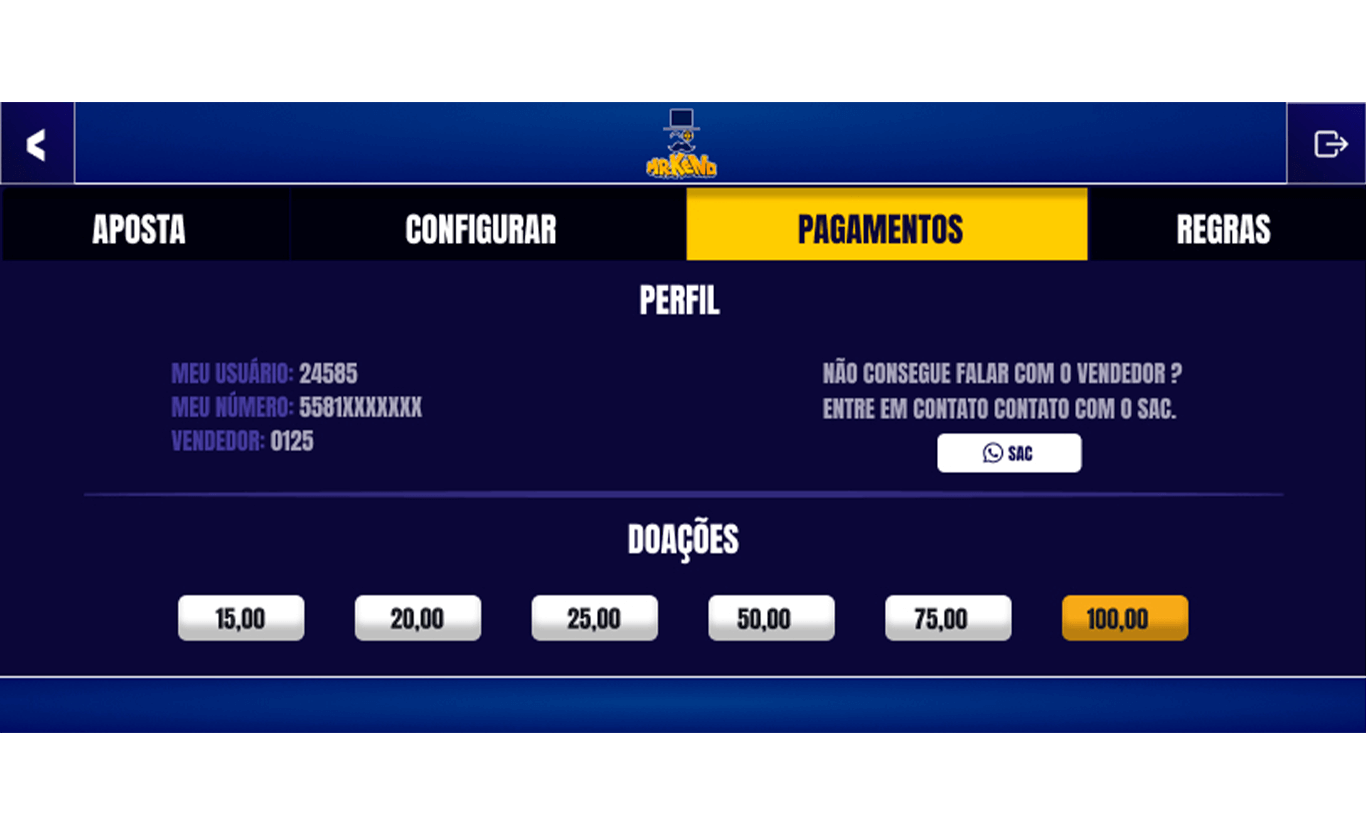 MRKENO
APOSTA
CONFIGURAR
PAGAMENTOS
REGRAS
PERFIL
MEU USUÁRIO: 24585
MEU NÚMERO: 5581XXXXXXX
VENDEDOR: 0125
NÃO CONSEGUE FALAR COM O VENDEDOR ?
ENTRE EM CONTATO CONTATO COM O SAC.
SAC
DOAÇÕES
15,00
20,00
25,00
50,00
75,00
100,00